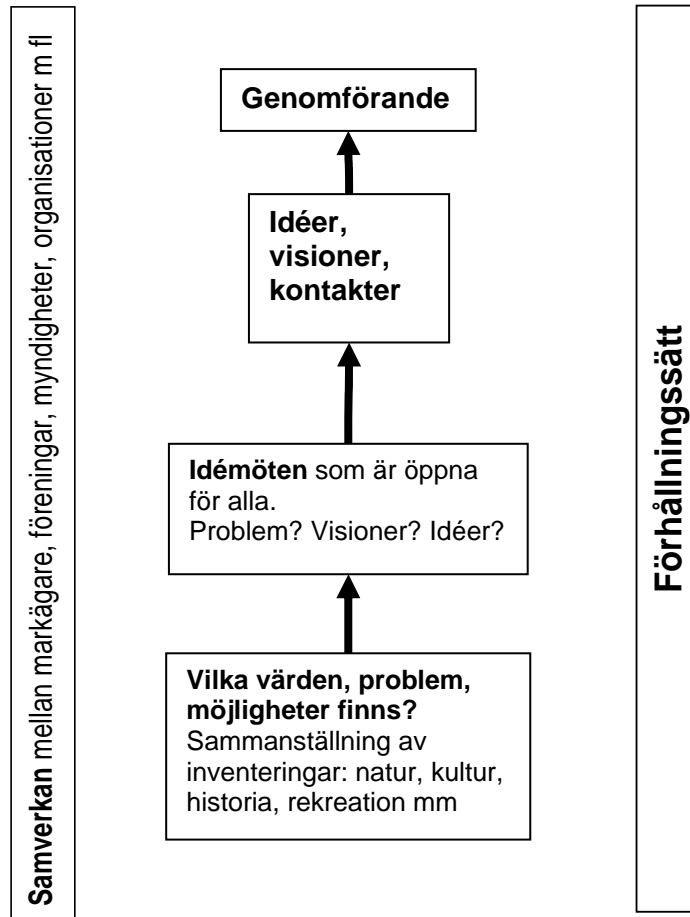 Samverkan mellan markägare, föreningar, myndigheter, organisationer m fl
Genomförande
Idéer,
visioner,
kontakter
Idémöten som är öppna
för alla.
Problem? Visioner? Idéer?
Vilka värden, problem,
möjligheter finns?
Sammanställning av
inventeringar: natur, kultur,
historia, rekreation mm
Förhållningssätt